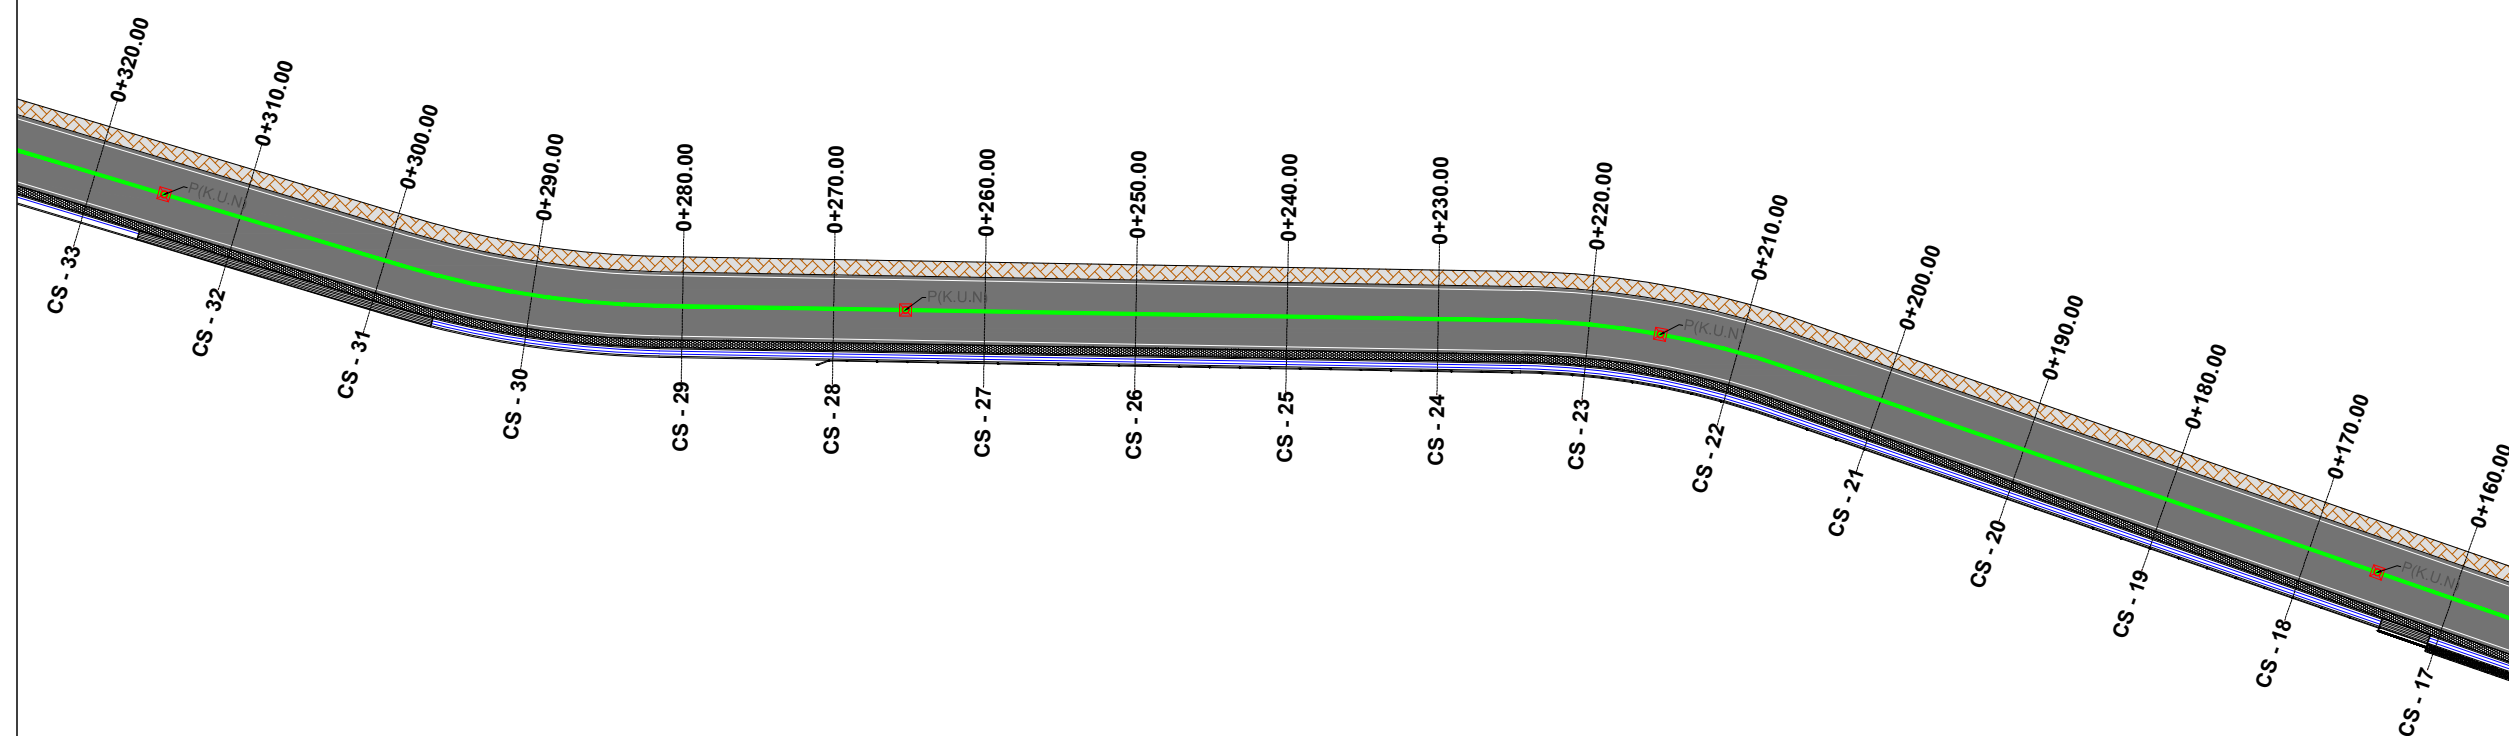 0+320.00
0+310.00
0+300.00
0+290.00
0+280.00
0+270.00
0+260.00
0+250.00
0+240.00
0+230.00
0+220.00
0+210.00
0+200.00
0+190.00
0+180.00
0+170.00
0+160.00
P(K.U.N)
P(K.U.N)
P(K.U.N)
P(K.U.N)
CS - 33
CS - 32
CS - 31
CS - 30
CS - 29
CS - 28
CS - 27
CS - 26
CS - 25
CS - 24
CS - 23
CS - 22
CS - 21
CS - 20
CS - 19
CS - 18
CS - 17